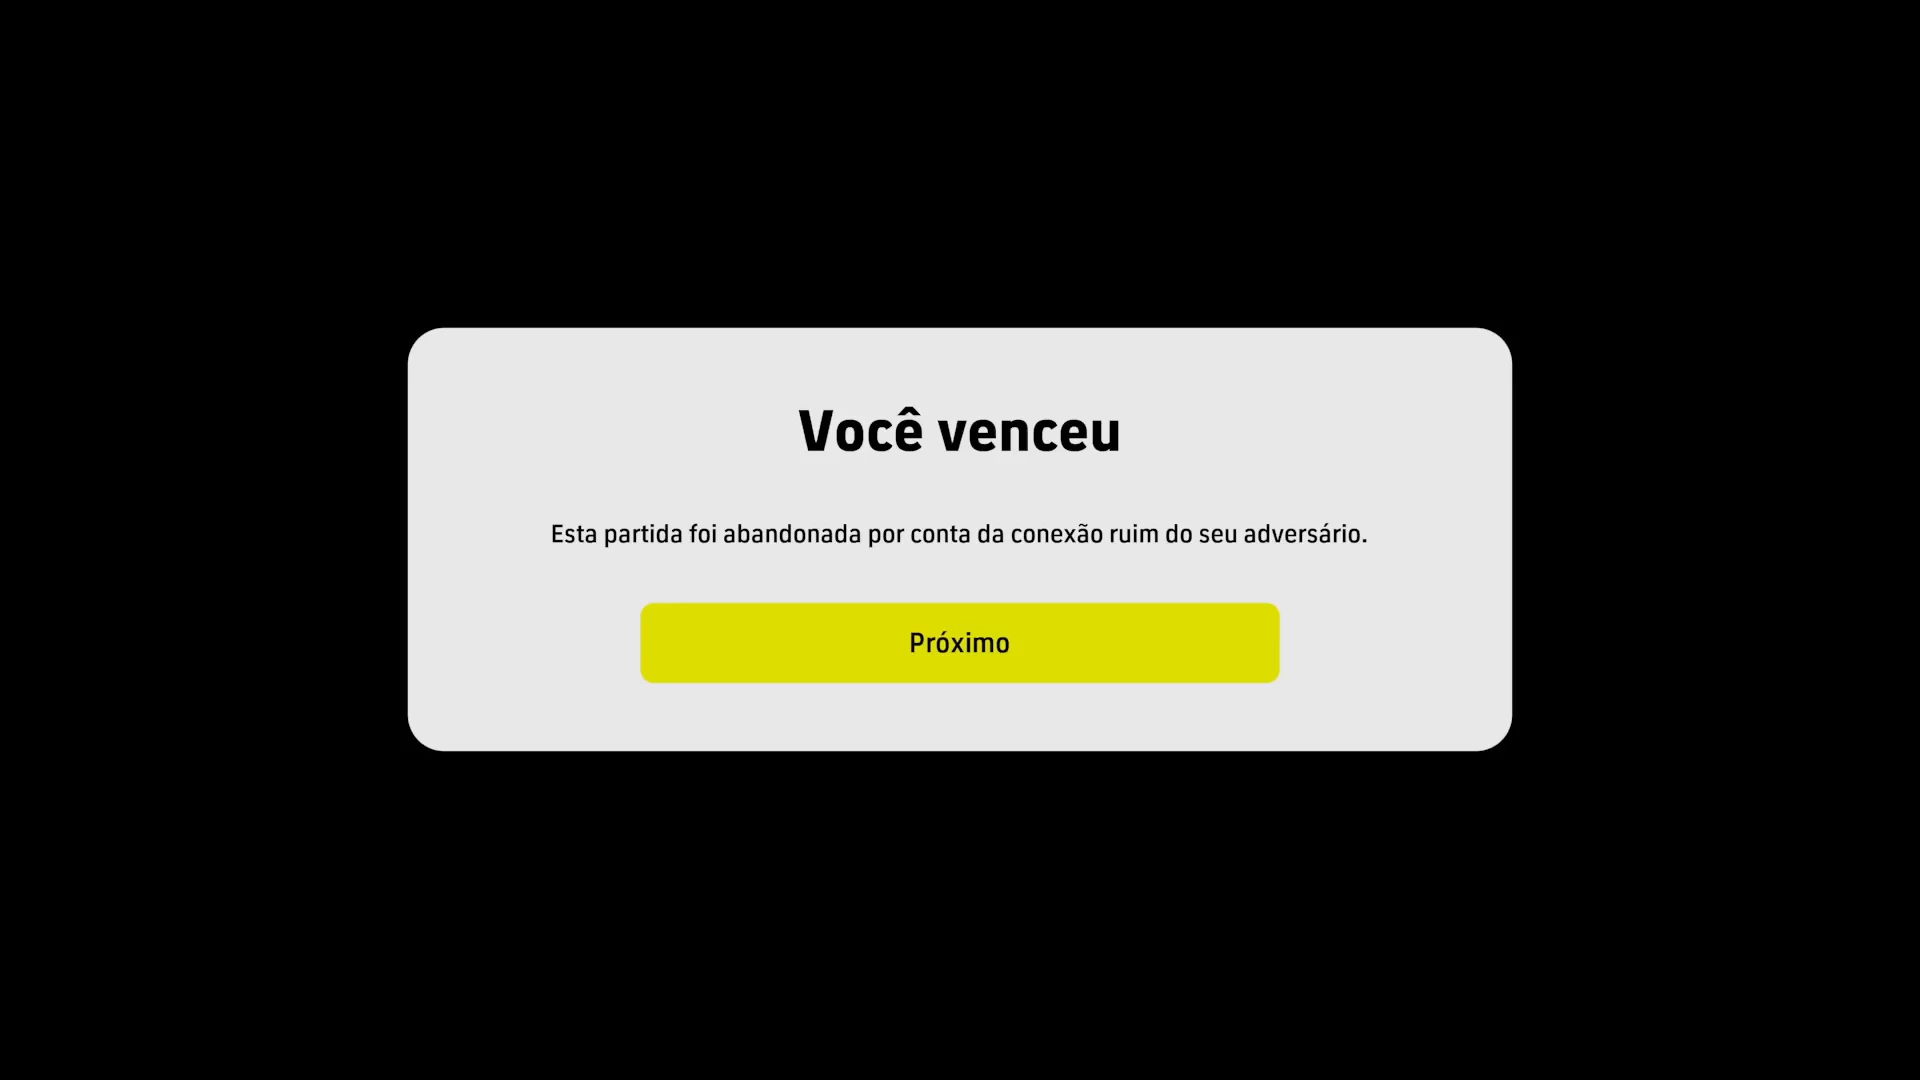 Você venceu
Esta partida foi abandonada por conta da conexão ruim do seu adversário.
Próximo